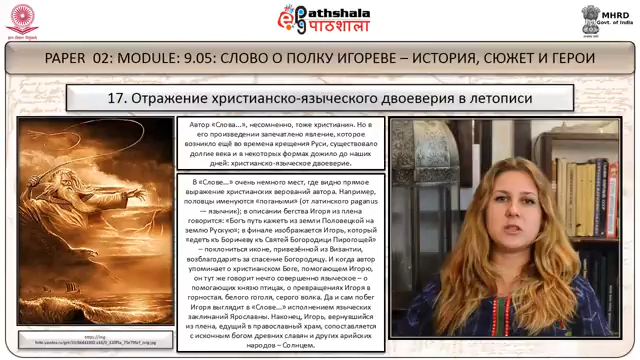 Pathshala
पाठशाला
MHRD
PAPER 02: MODULE: 9.05: СЛОВО О ПОЛКУ ИГОРЕВЕ – ИСТОРИЯ, СЮЖЕТ И ГЕРОИ
17. Отражение христианско-языческого двоеверия в летописи
Автор «Слова...», несомненно, тоже христианин. Но в
его произведении запечатлено явление, которое
возникло ещё во времена крещения Руси, существовало
долгие века и в некоторых формах дожило до наших
дней: христианско-языческое двоеверие.
В «Слове...» очень немного мест, где видно прямое
выражение христианских верований автора. Например,
половцы именуются «погаными» (от латинского paganus
— язычник); в описании бегства Игоря из плена
говорится: «Богъ путь кажетъ из земли Половецкой на
землю Рускую»; в финале изображается Игорь, который
«едетъ къ Боричеву къ Святей Богородици Пирогощей»
– поклониться иконе, привезённой из Византии,
возблагодарить за спасение Богородицу. И когда автор
упоминает о христианском Боге, помогающем Игорю,
он тут же говорит нечто совершенно языческое – о
помогающих князю птицах, о превращениях Игоря в
горностая, белого гоголя, серого волка. Да и сам побег
Игоря выглядит в «Слове» исполнением языческих
заклинаний Ярославны. Наконец, Игорь, вернувшийся
из плена, едущий в православный храм, сопоставляется
с исконным богом древних славян и других арийских
народов – Солнцем.